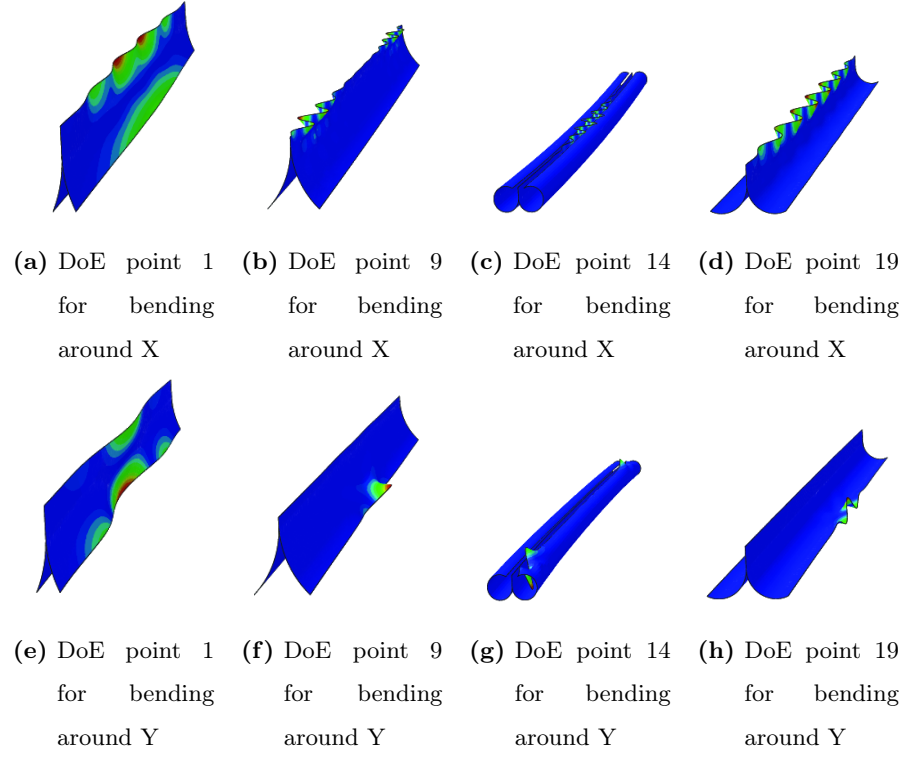 (a) DoE point 1
for bending
around X
(b) DoE point 9
for bending
around X
(c) DoE point 14
for bending
around X
(d) DoE point 19
for bending
around X
(e) DoE point 1
for bending
around Y
(f) DoE point 9
for bending
around Y
(g) DoE point 14
for bending
around Y
(h) DoE point 19
for bending
around Y